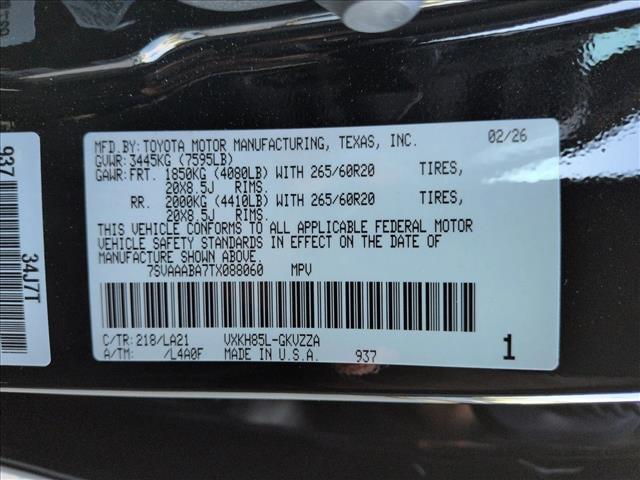 MFD.BY: TOYOTA MOTOR MANUFACTURING, TEXAS, INC. 02/26
GVWR: 3445KG (7595LB)
GAWR: FRT. 1850KG (4080LB) WITH 265/60R20 TIRES,
20X8.5J RIMS.
RR. 2000KG (4410LB) WITH 265/60R20 TIRES,
20X8.5J RIMS.
THIS VEHICLE CONFORMS TO ALL APPLICABLE FEDERAL MOTOR
VEHICLE SAFETY STANDARDS IN EFFECT ON THE DATE OF
MANUFACTURE SHOWN ABOVE.
7SVAAABA7TX088060 MPV
C/TR: 218/LA21 VXKH85L-GKVZZA
A/TM: /L4A0F MADE IN U.S.A. 937 1
937
34J7T